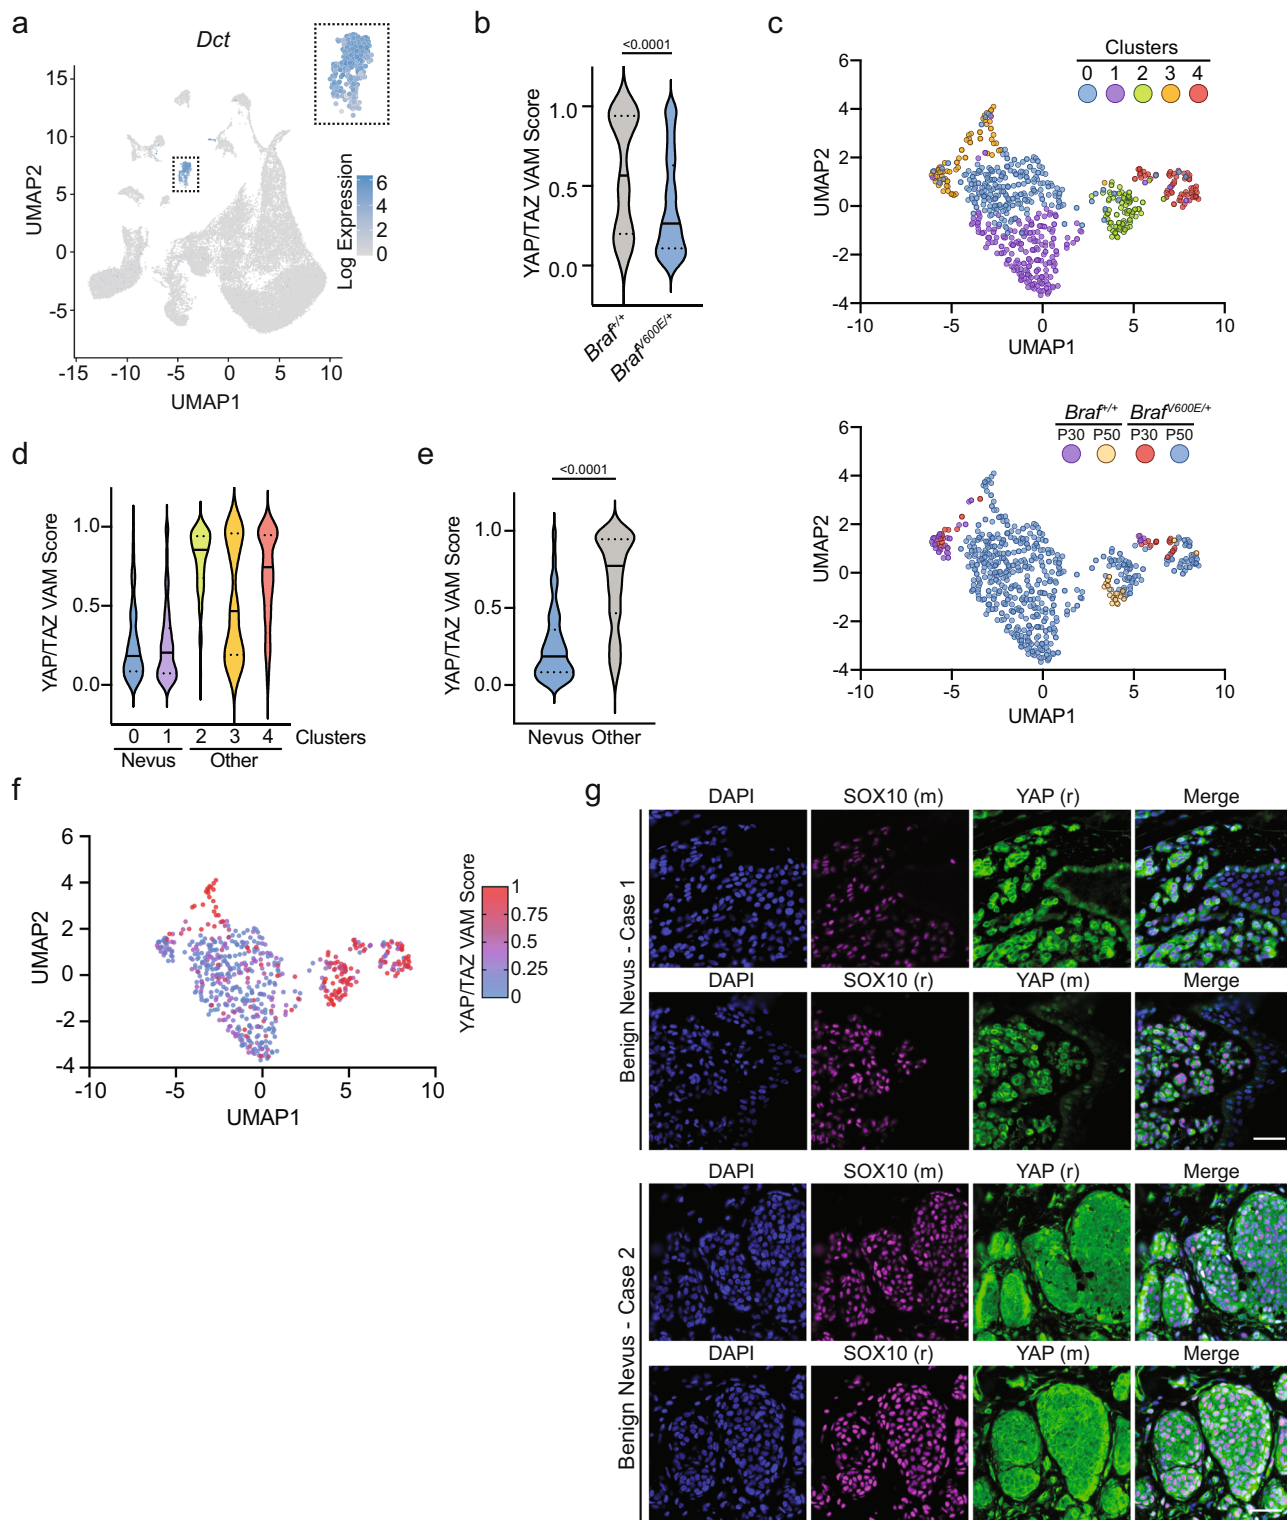 a
Dct
15
10
5
0
-5
UMAP2
-15 -10 -5 0 5 10
UMAP1
Log Expression
6
4
2
0
b
<0.0001
YAP/TAZ VAM Score
1.0
0.5
0.0
Braf+/+
BrafV600E/+
c
Clusters
0 1 2 3 4
6
4
2
0
-2
-4
UMAP2
-10 -5 0 5 10
UMAP1
Braf+/+ BrafV600E/+
P30 P50 P30 P50
6
4
2
0
-2
-4
UMAP2
-10 -5 0 5 10
UMAP1
d
YAP/TAZ VAM Score
1.0
0.5
0.0
0 1 2 3 4 Clusters
Nevus Other
e
<0.0001
YAP/TAZ VAM Score
1.0
0.5
0.0
Nevus Other
f
6
4
2
0
-2
-4
UMAP2
-10 -5 0 5 10
UMAP1
YAP/TAZ VAM Score
1
0.75
0.5
0.25
0
g
Benign Nevus - Case 1
DAPI SOX10 (m) YAP (r) Merge
DAPI SOX10 (r) YAP (m) Merge
Benign Nevus - Case 2
DAPI SOX10 (m) YAP (r) Merge
DAPI SOX10 (r) YAP (m) Merge